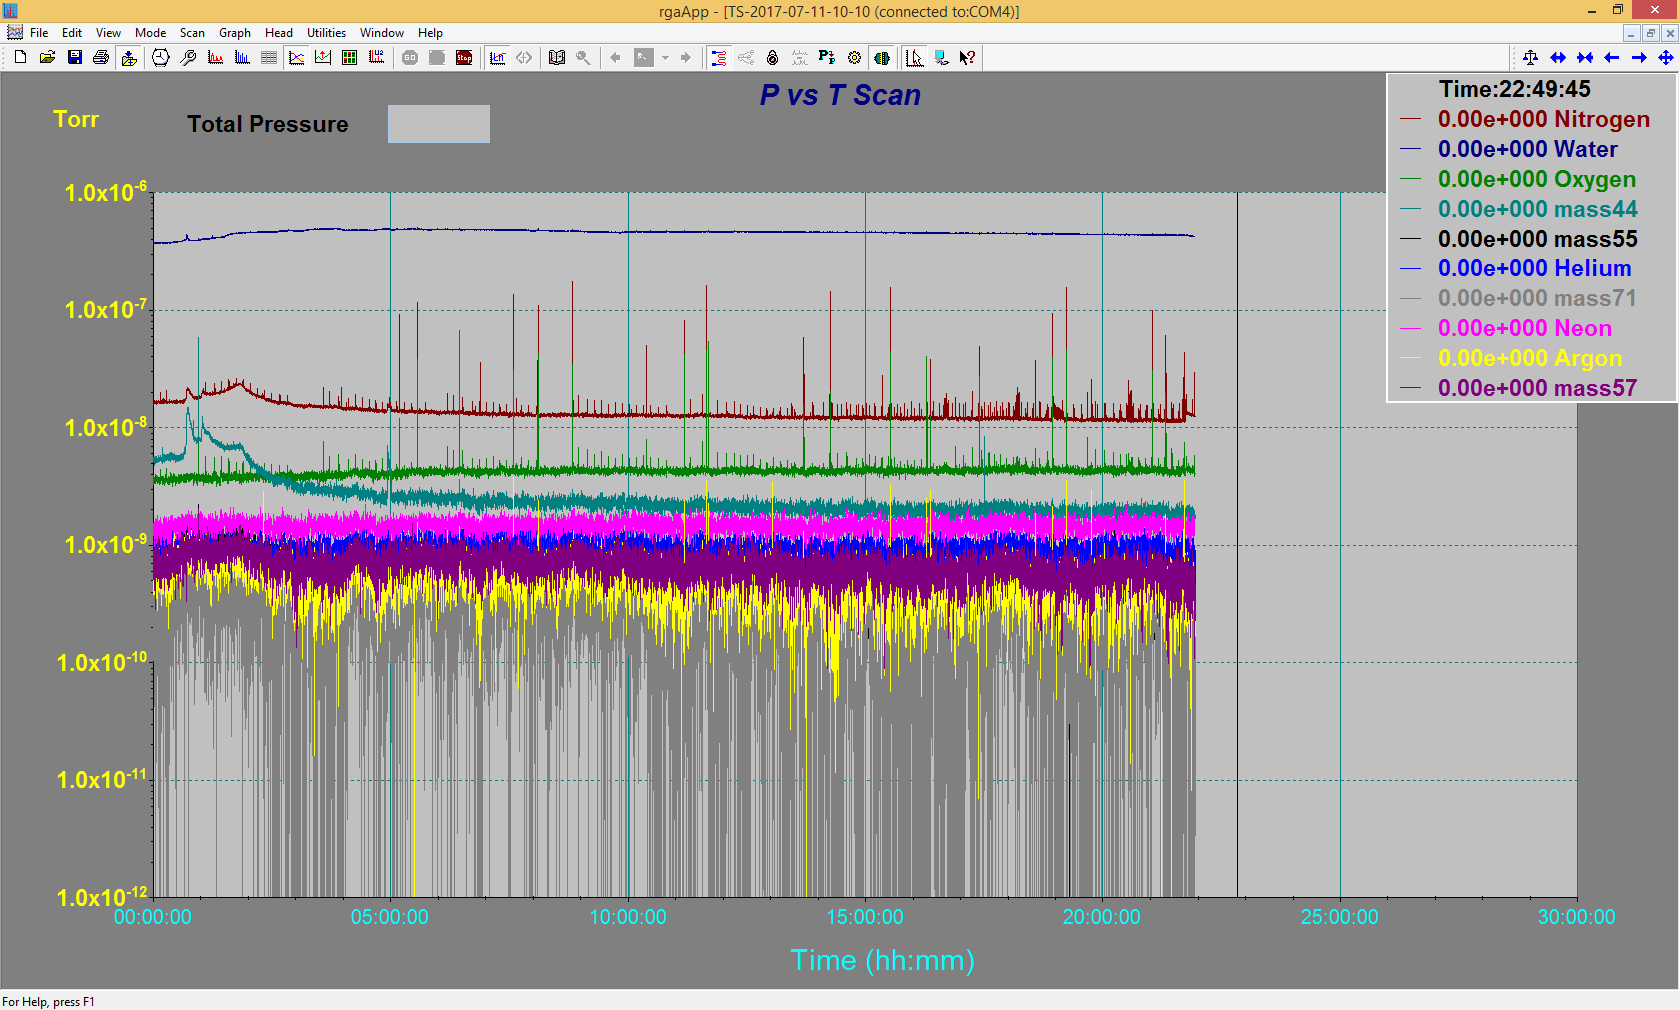 rgaApp - [TS-2017-07-11-10-10 (connected to:COM4)]
File Edit View Mode Scan Graph Head Utilities Window Help
GO Stop
P vs T Scan
Torr
Total Pressure
Time:22:49:45
0.00e+000 Nitrogen
0.00e+000 Water
0.00e+000 Oxygen
0.00e+000 mass44
0.00e+000 mass55
0.00e+000 Helium
0.00e+000 mass71
0.00e+000 Neon
0.00e+000 Argon
0.00e+000 mass57
1.0x10⁻⁶
1.0x10⁻⁷
1.0x10⁻⁸
1.0x10⁻⁹
1.0x10⁻¹⁰
1.0x10⁻¹¹
1.0x10⁻¹²
00:00:00 05:00:00 10:00:00 15:00:00 20:00:00 25:00:00 30:00:00
Time (hh:mm)
For Help, press F1